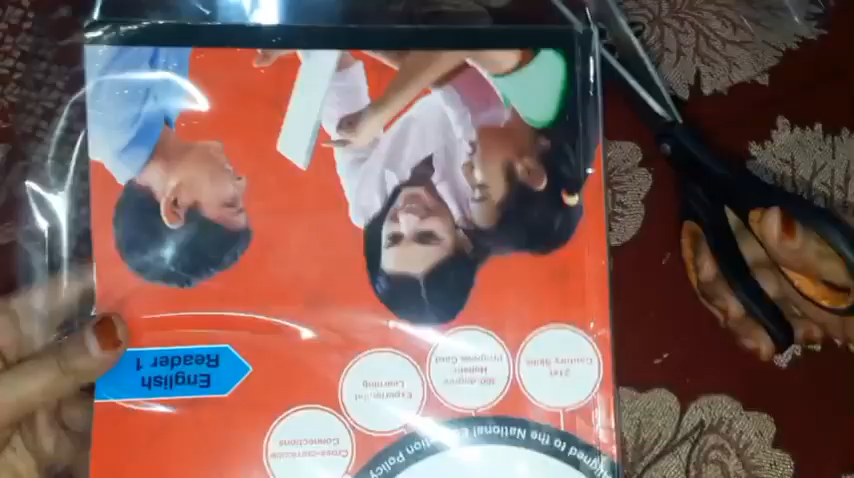 Aligned to the National Education Policy
Cross-curricular
Connections
Experiential
Learning
360-degree
Holistic
Progress Card
21st
Century Skills
English
Reader 1